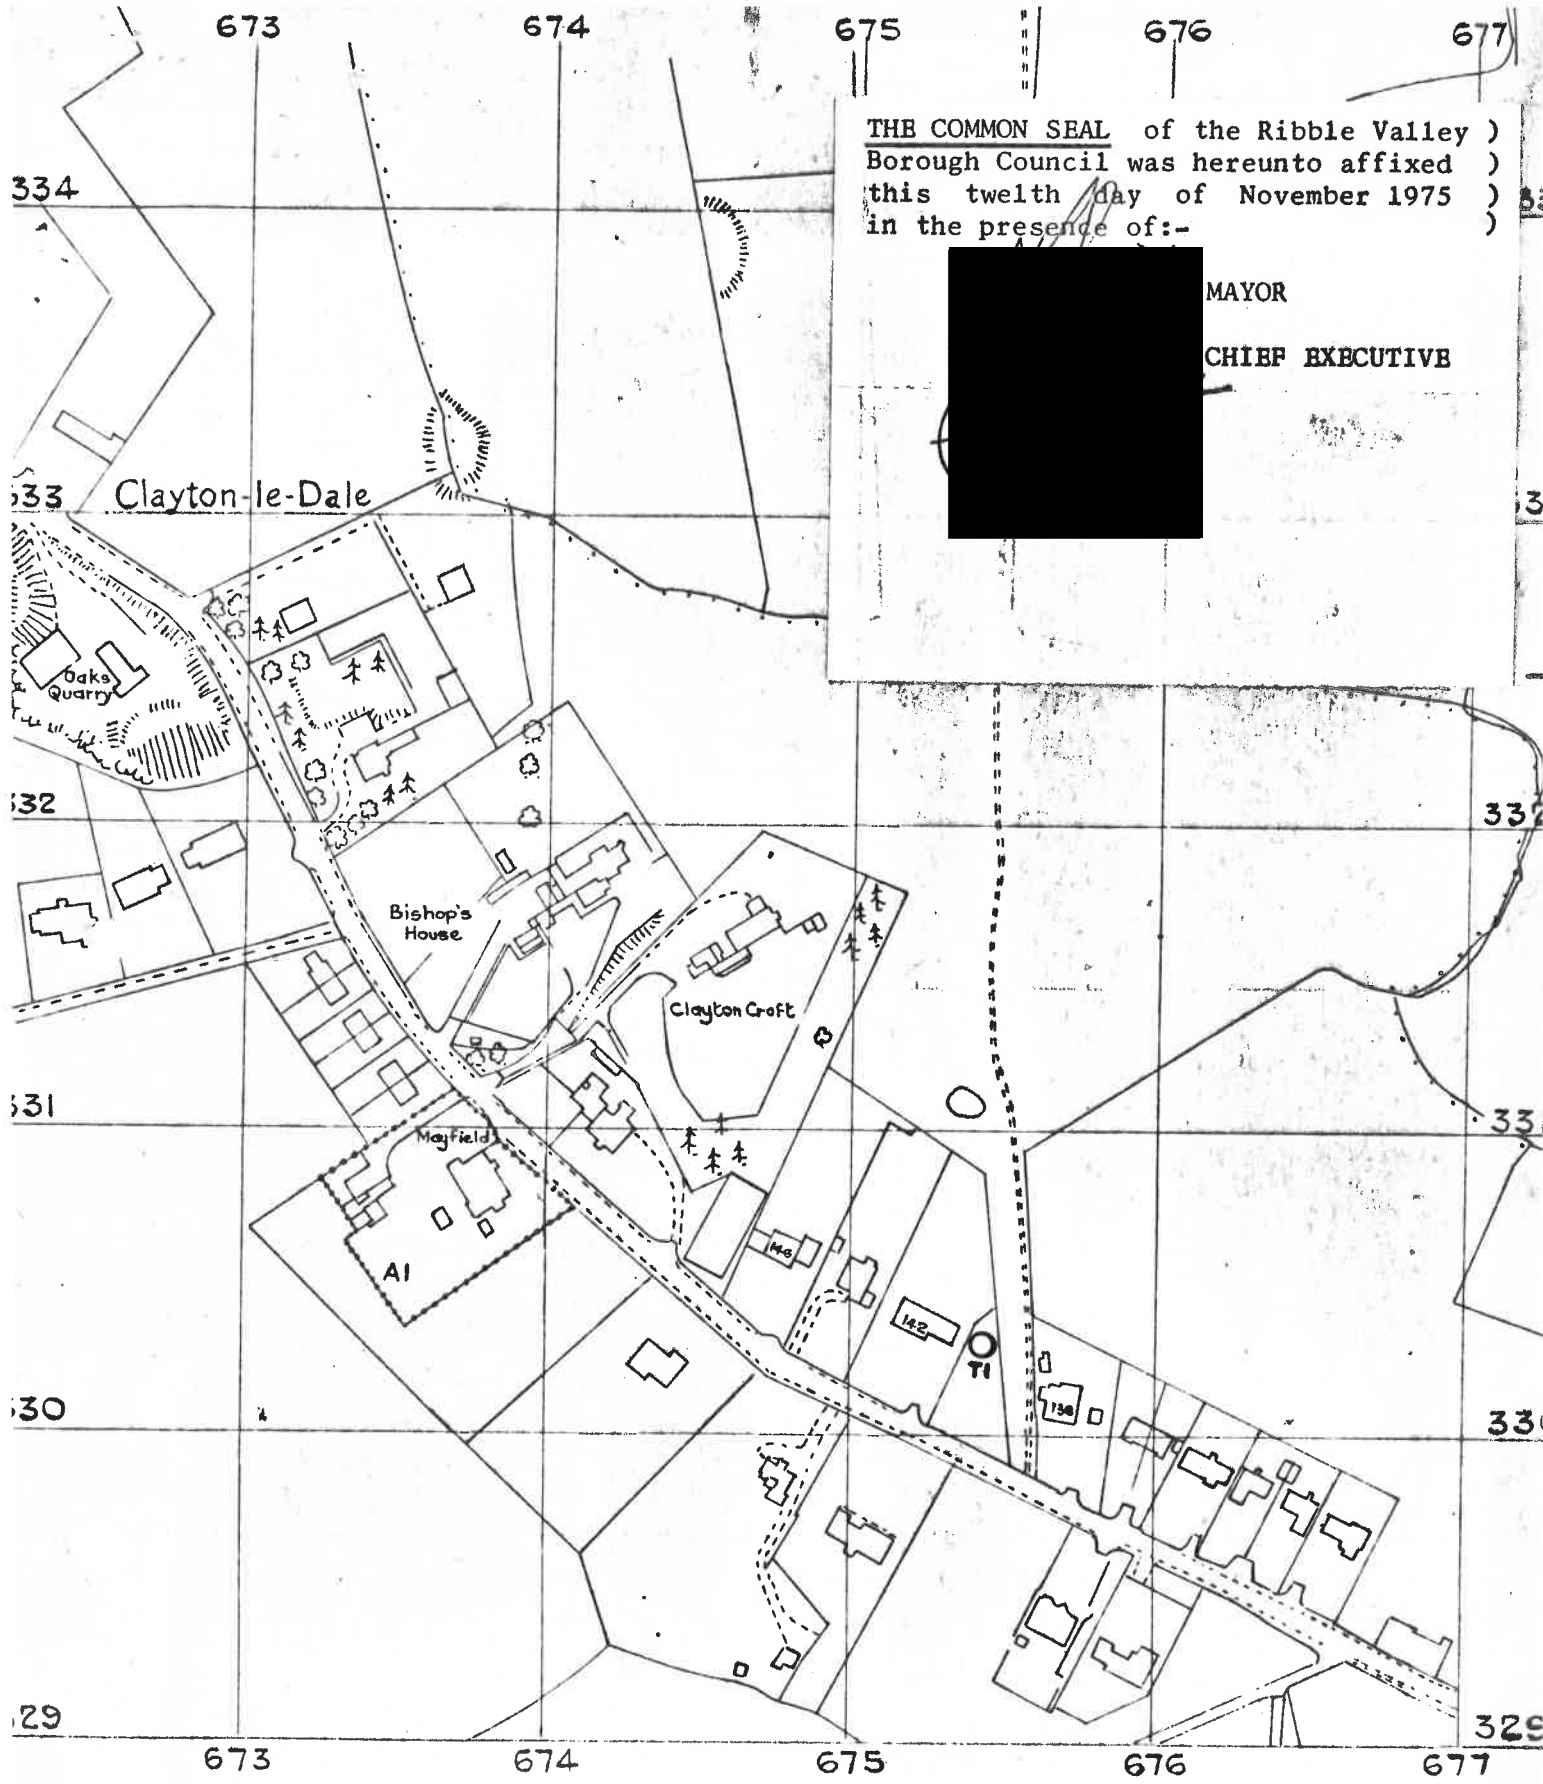 673 674 675 676 677
THE COMMON SEAL of the Ribble Valley )
Borough Council was hereunto affixed )
this twelth day of November 1975 )
in the presence of:- )
MAYOR
CHIEF EXECUTIVE
334
33
Clayton-le-Dale
Oaks
Quarry
332
Bishop's
House
Clayton Croft
331
Mayfield
A1
146
142
T1
138
330
329
673 674 675 676 677